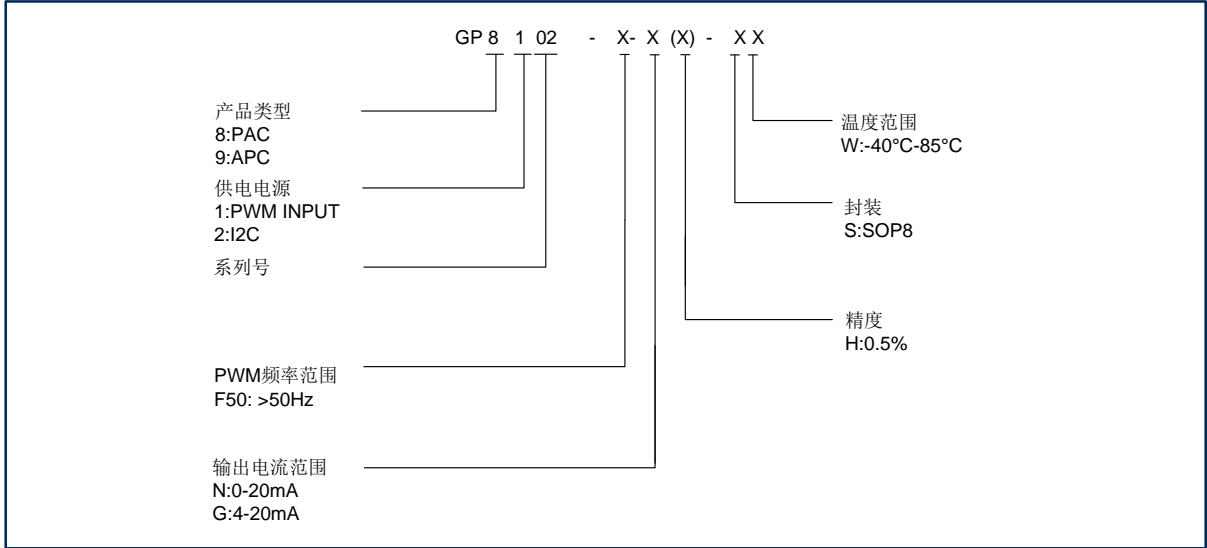 GP 8 1 02 - X- X (X) - X X
产品类型
8:PAC
9:APC
供电电源
1:PWM INPUT
2:I2C
系列号
PWM频率范围
F50: >50Hz
输出电流范围
N:0-20mA
G:4-20mA
温度范围
W:-40°C-85°C
封装
S:SOP8
精度
H:0.5%